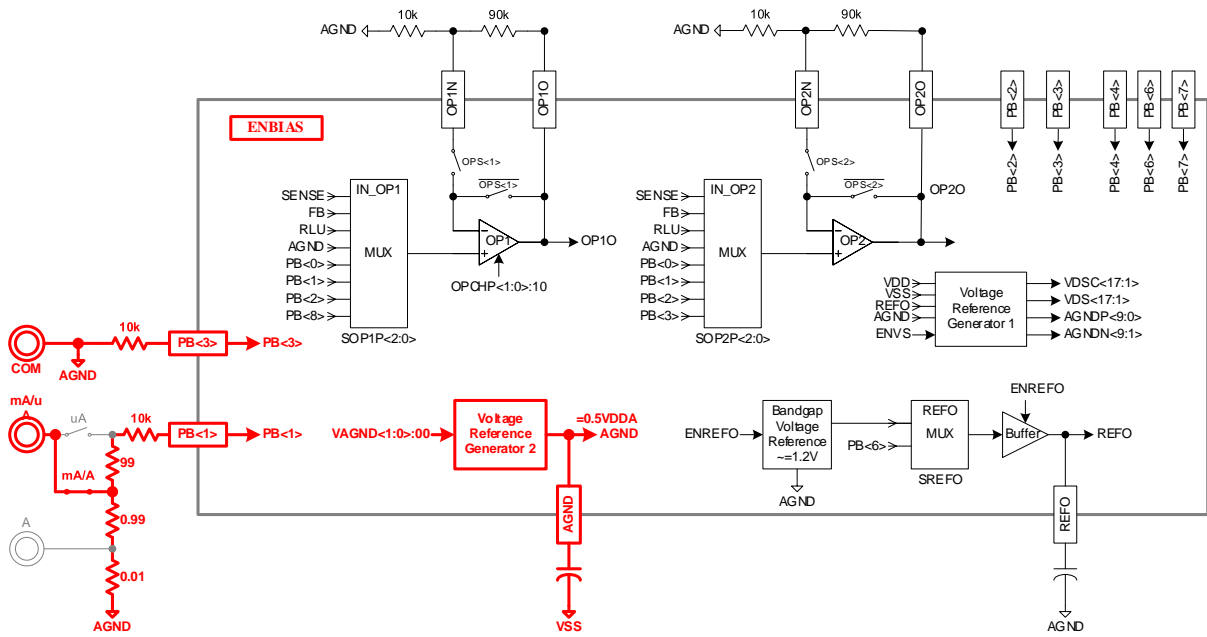 10k
90k
AGND
OP1N
OP1O
OPS<1>
OPS<1>
10k
90k
AGND
OP2N
OP2O
OPS<2>
OPS<2>
PB<2>
PB<3>
PB<4>
PB<6>
PB<7>
PB<2>
PB<3>
PB<4>
PB<6>
PB<7>
ENBIAS
IN_OP1
SENSE
FB
RLU
AGND
PB<0>
PB<1>
PB<2>
PB<8>
MUX
SOP1P<2:0>
OP1
OP1O
OPCHP<1:0>:10
IN_OP2
SENSE
FB
RLU
AGND
PB<0>
PB<1>
PB<2>
PB<3>
MUX
SOP2P<2:0>
OP2
OP2O
VDD
VSS
REFO
AGND
ENVS
Voltage
Reference
Generator 1
VDSC<17:1>
VDS<17:1>
AGNDP<9:0>
AGNDN<9:1>
COM
AGND
10k
PB<3>
PB<3>
mA/u
A
uA
10k
PB<1>
PB<1>
99
mA/A
0.99
A
0.01
AGND
VAGND<1:0>:00
Voltage
Reference
Generator 2
=0.5VDDA
AGND
AGND
VSS
ENREFO
Bandgap
Voltage
Reference
~=1.2V
AGND
PB<6>
REFO
MUX
SREFO
ENREFO
Buffer
REFO
REFO
AGND